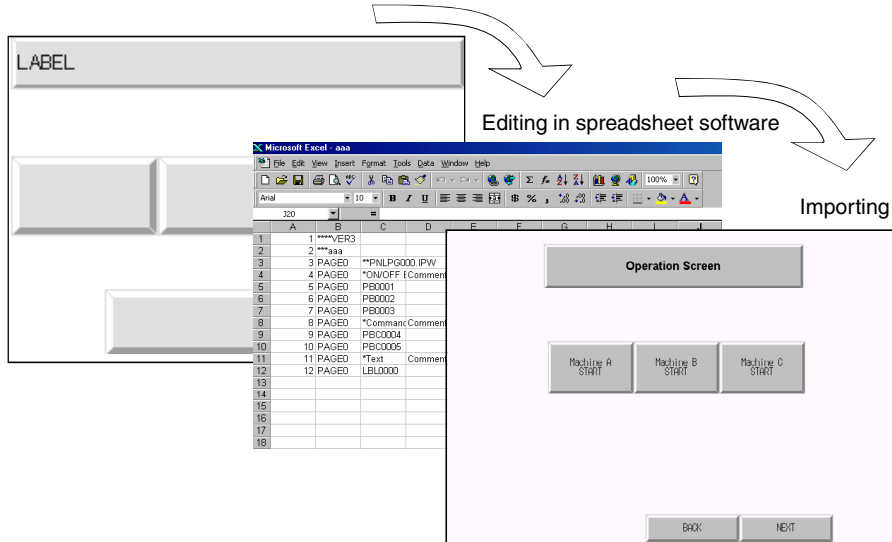 LABEL
Editing in spreadsheet software
Importing
Microsoft Excel - aaa
File Edit View Insert Format Tools Data Window Help
100%
Arial 10 B I U $ % ,
J20 =
A B C D E F G H I J
1 1 ****VER3
2 2 ***aaa
3 3 PAGE0 **PNLPG000.IPW
4 4 PAGE0 *ON/OFF E Comment
5 5 PAGE0 PB0001
6 6 PAGE0 PB0002
7 7 PAGE0 PB0003
8 8 PAGE0 *Command Comment
9 9 PAGE0 PBC0004
10 10 PAGE0 PBC0005
11 11 PAGE0 *Text Comment
12 12 PAGE0 LBL0000
13
14
15
16
17
18
Operation Screen
Machine A
START
Machine B
START
Machine C
START
BACK
NEXT